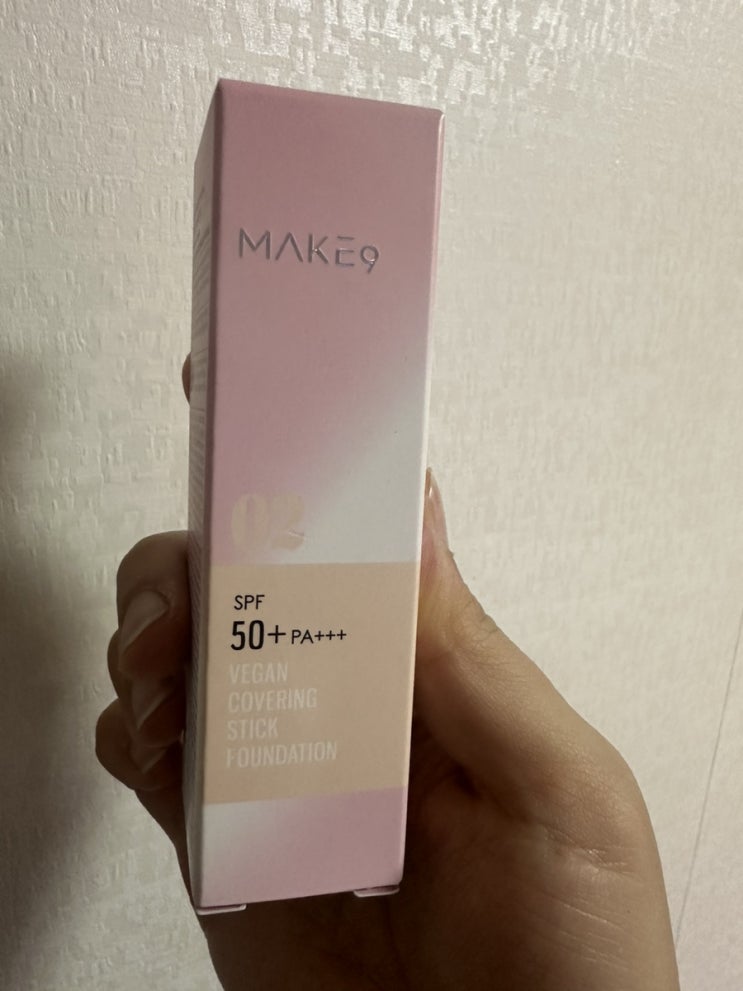 MAKE9
02
SPF
50+ PA+++
VEGAN
COVERING
STICK
FOUNDATION